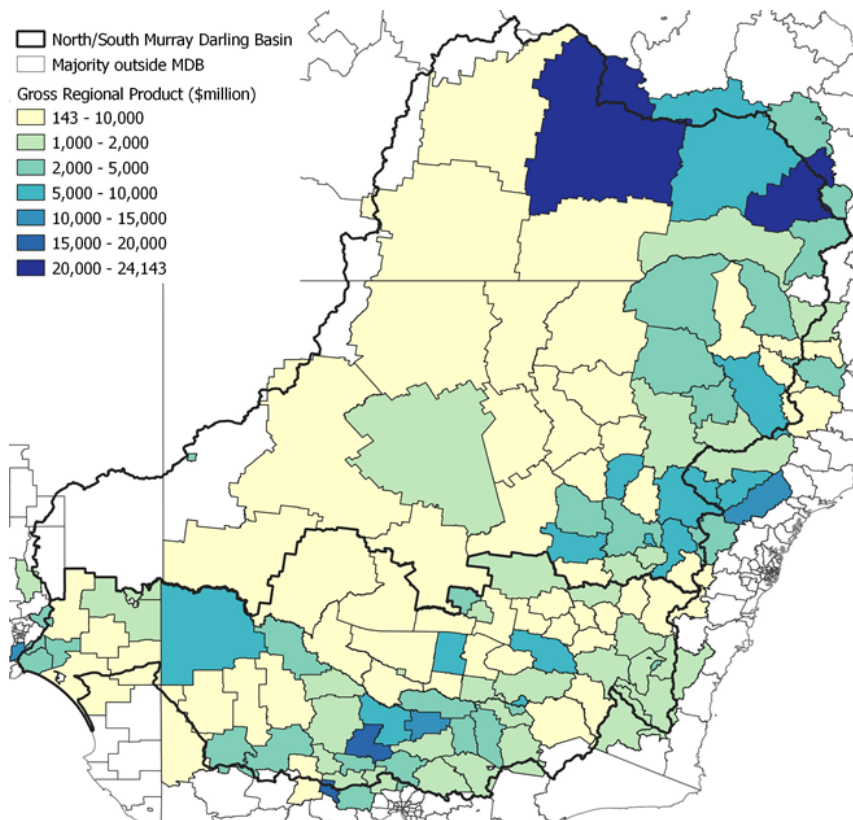 North/South Murray Darling Basin
Majority outside MDB
Gross Regional Product ($million)
143 - 10,000
1,000 - 2,000
2,000 - 5,000
5,000 - 10,000
10,000 - 15,000
15,000 - 20,000
20,000 - 24,143